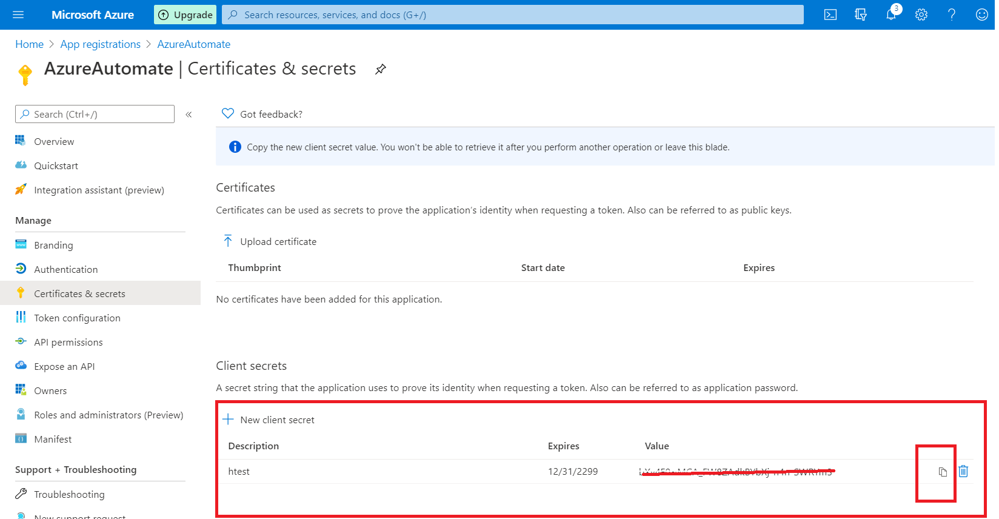 Microsoft Azure
Upgrade
Search resources, services, and docs (G+/)
3
Home > App registrations > AzureAutomate
AzureAutomate | Certificates & secrets
Search (Ctrl+/)
«
Overview
Quickstart
Integration assistant (preview)
Manage
Branding
Authentication
Certificates & secrets
Token configuration
API permissions
Expose an API
Owners
Roles and administrators (Preview)
Manifest
Support + Troubleshooting
Troubleshooting
New support request
Got feedback?
Copy the new client secret value. You won't be able to retrieve it after you perform another operation or leave this blade.
Certificates
Certificates can be used as secrets to prove the application's identity when requesting a token. Also can be referred to as public keys.
Upload certificate
Thumbprint Start date Expires
No certificates have been added for this application.
Client secrets
A secret string that the application uses to prove its identity when requesting a token. Also can be referred to as application password.
New client secret
Description Expires Value
htest 12/31/2299